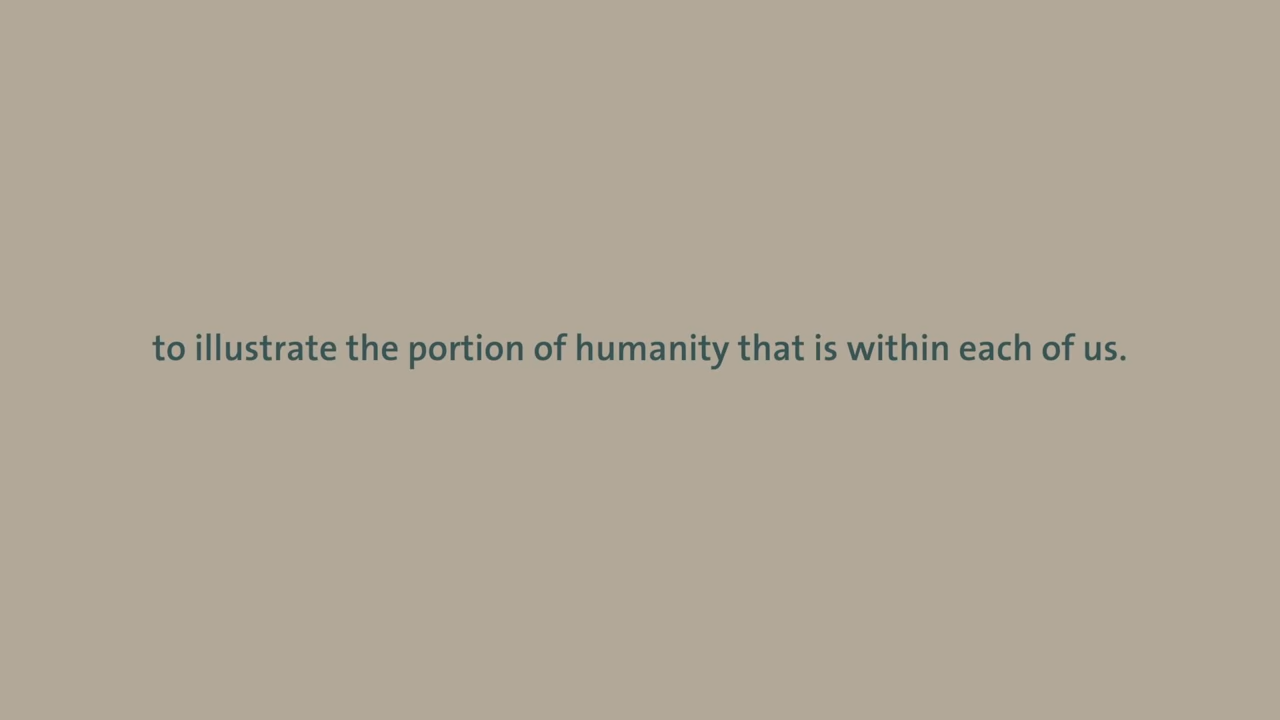 to illustrate the portion of humanity that is within each of us.